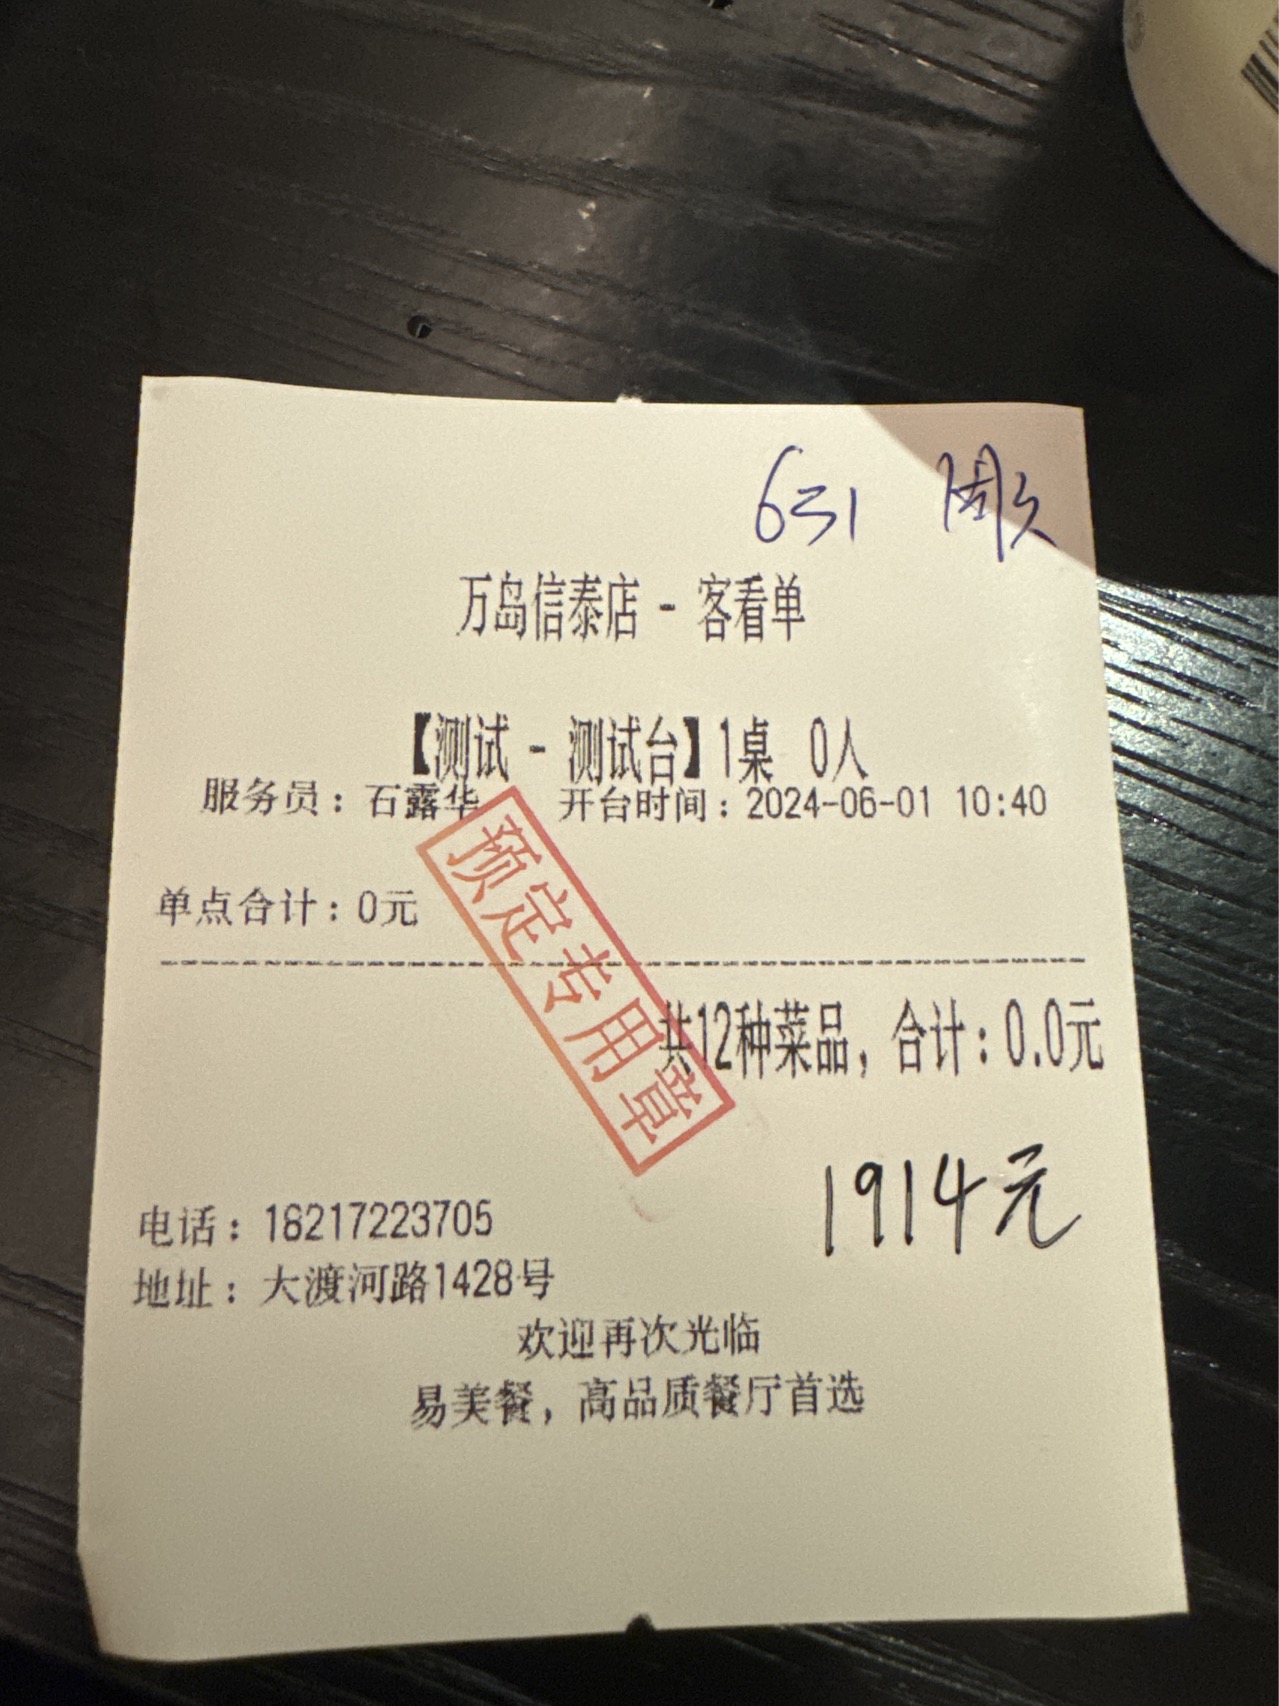 631
万岛信泰店 - 客看单
【测试 - 测试台】1桌 0人
服务员：石露华 开台时间：2024-06-01 10:40
单点合计：0元
预定专用章
共12种菜品，合计：0.0元
1914元
电话：18217223705
地址：大渡河路1428号
欢迎再次光临
易美餐，高品质餐厅首选